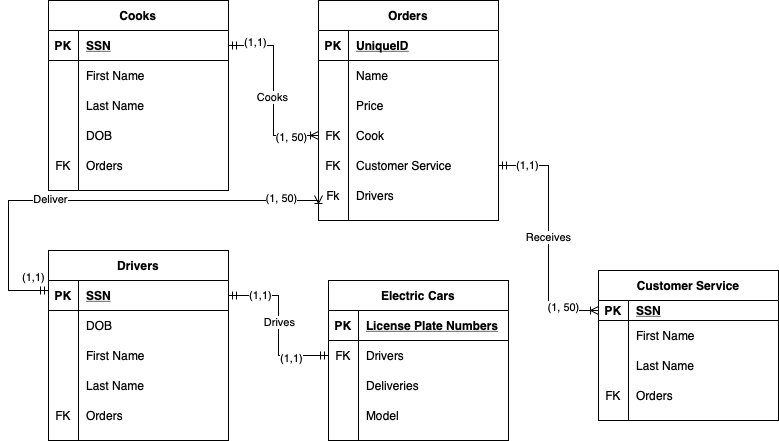 Cooks
PK SSN
First Name
Last Name
DOB
FK Orders
(1,1)
Cooks
(1, 50)
Orders
PK UniqueID
Name
Price
FK Cook
FK Customer Service
Fk Drivers
(1,1)
Receives
(1, 50)
Deliver
(1, 50)
(1,1)
Drivers
PK SSN
DOB
First Name
Last Name
FK Orders
(1,1)
Drives
(1,1)
Electric Cars
PK License Plate Numbers
FK Drivers
Deliveries
Model
Customer Service
PK SSN
First Name
Last Name
FK Orders